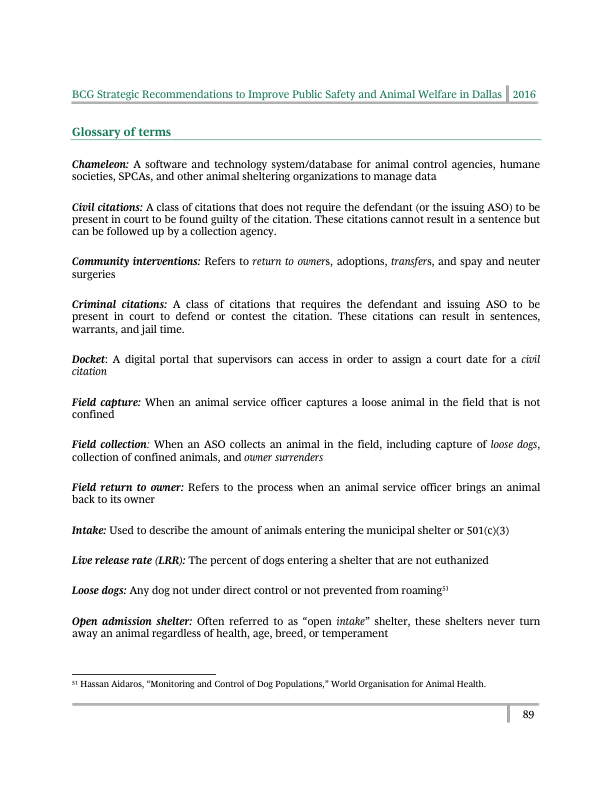 BCG Strategic Recommendations to Improve Public Safety and Animal Welfare in Dallas 2016
Glossary of terms
Chameleon: A software and technology system/database for animal control agencies, humane
societies, SPCAs, and other animal sheltering organizations to manage data
Civil citations: A class of citations that does not require the defendant (or the issuing ASO) to be
present in court to be found guilty of the citation. These citations cannot result in a sentence but
can be followed up by a collection agency.
Community interventions: Refers to return to owners, adoptions, transfers, and spay and neuter
surgeries
Criminal citations: A class of citations that requires the defendant and issuing ASO to be
present in court to defend or contest the citation. These citations can result in sentences,
warrants, and jail time.
Docket: A digital portal that supervisors can access in order to assign a court date for a civil
citation
Field capture: When an animal service officer captures a loose animal in the field that is not
confined
Field collection: When an ASO collects an animal in the field, including capture of loose dogs,
collection of confined animals, and owner surrenders
Field return to owner: Refers to the process when an animal service officer brings an animal
back to its owner
Intake: Used to describe the amount of animals entering the municipal shelter or 501(c)(3)
Live release rate (LRR): The percent of dogs entering a shelter that are not euthanized
Loose dogs: Any dog not under direct control or not prevented from roaming51
Open admission shelter: Often referred to as “open intake” shelter, these shelters never turn
away an animal regardless of health, age, breed, or temperament
51 Hassan Aidaros, “Monitoring and Control of Dog Populations,” World Organisation for Animal Health.
89